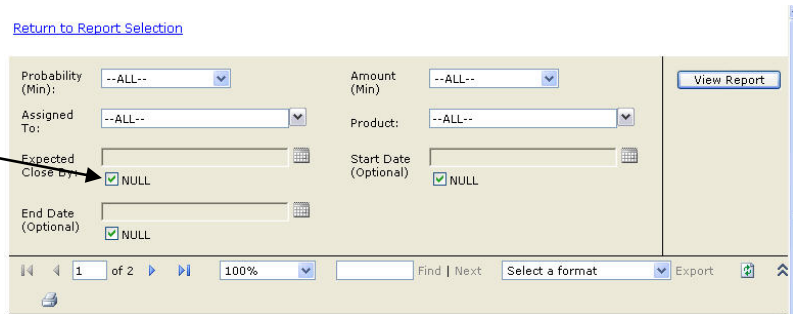 Return to Report Selection
Probability (Min): --ALL-- Amount (Min) --ALL-- View Report
Assigned To: --ALL-- Product: --ALL--
Expected Close By: NULL Start Date (Optional) NULL
End Date (Optional) NULL
1 of 2 100% Find | Next Select a format Export